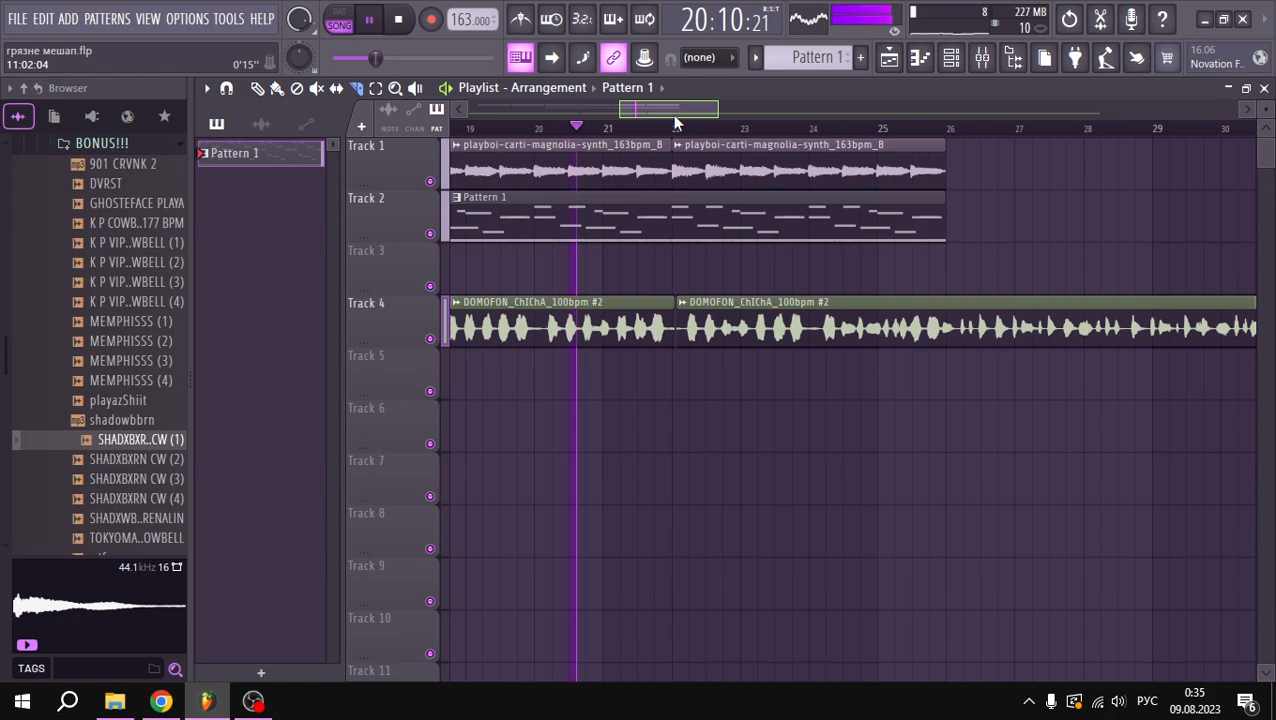 FILE EDIT ADD PATTERNS VIEW OPTIONS TOOLS HELP
PAT
SONG
163.000
3.2
20:10:21
B:S:T
8
227 MB
10
грязне мешап.flp
11:02:04
0'15"
(none)
Pattern 1
16.06
Novation F..
Browser
Playlist - Arrangement
Pattern 1
BONUS!!!
901 CRVNK 2
DVRST
GHOSTEFACE PLAYA
K P COWB..177 BPM
K P VIP..WBELL (1)
K P VIP..WBELL (2)
K P VIP..WBELL (3)
K P VIP..WBELL (4)
MEMPHISSS (1)
MEMPHISSS (2)
MEMPHISSS (3)
MEMPHISSS (4)
playazShiit
shadowbbrn
SHADXBXR..CW (1)
SHADXBXRN CW (2)
SHADXBXRN CW (3)
SHADXBXRN CW (4)
SHADWB..RENALIN
TOKYOMA..OWBELL
44.1kHz 16
TAGS
Pattern 1
NOTE
CHAN
PAT
19
20
21
23
24
25
26
27
28
29
30
Track 1
playboi-carti-magnolia-synth_163bpm_B
playboi-carti-magnolia-synth_163bpm_B
Track 2
Pattern 1
Track 3
Track 4
DOMOFON_ChIChA_100bpm #2
DOMOFON_ChIChA_100bpm #2
Track 5
Track 6
Track 7
Track 8
Track 9
Track 10
Track 11
РУС
0:35
09.08.2023
6